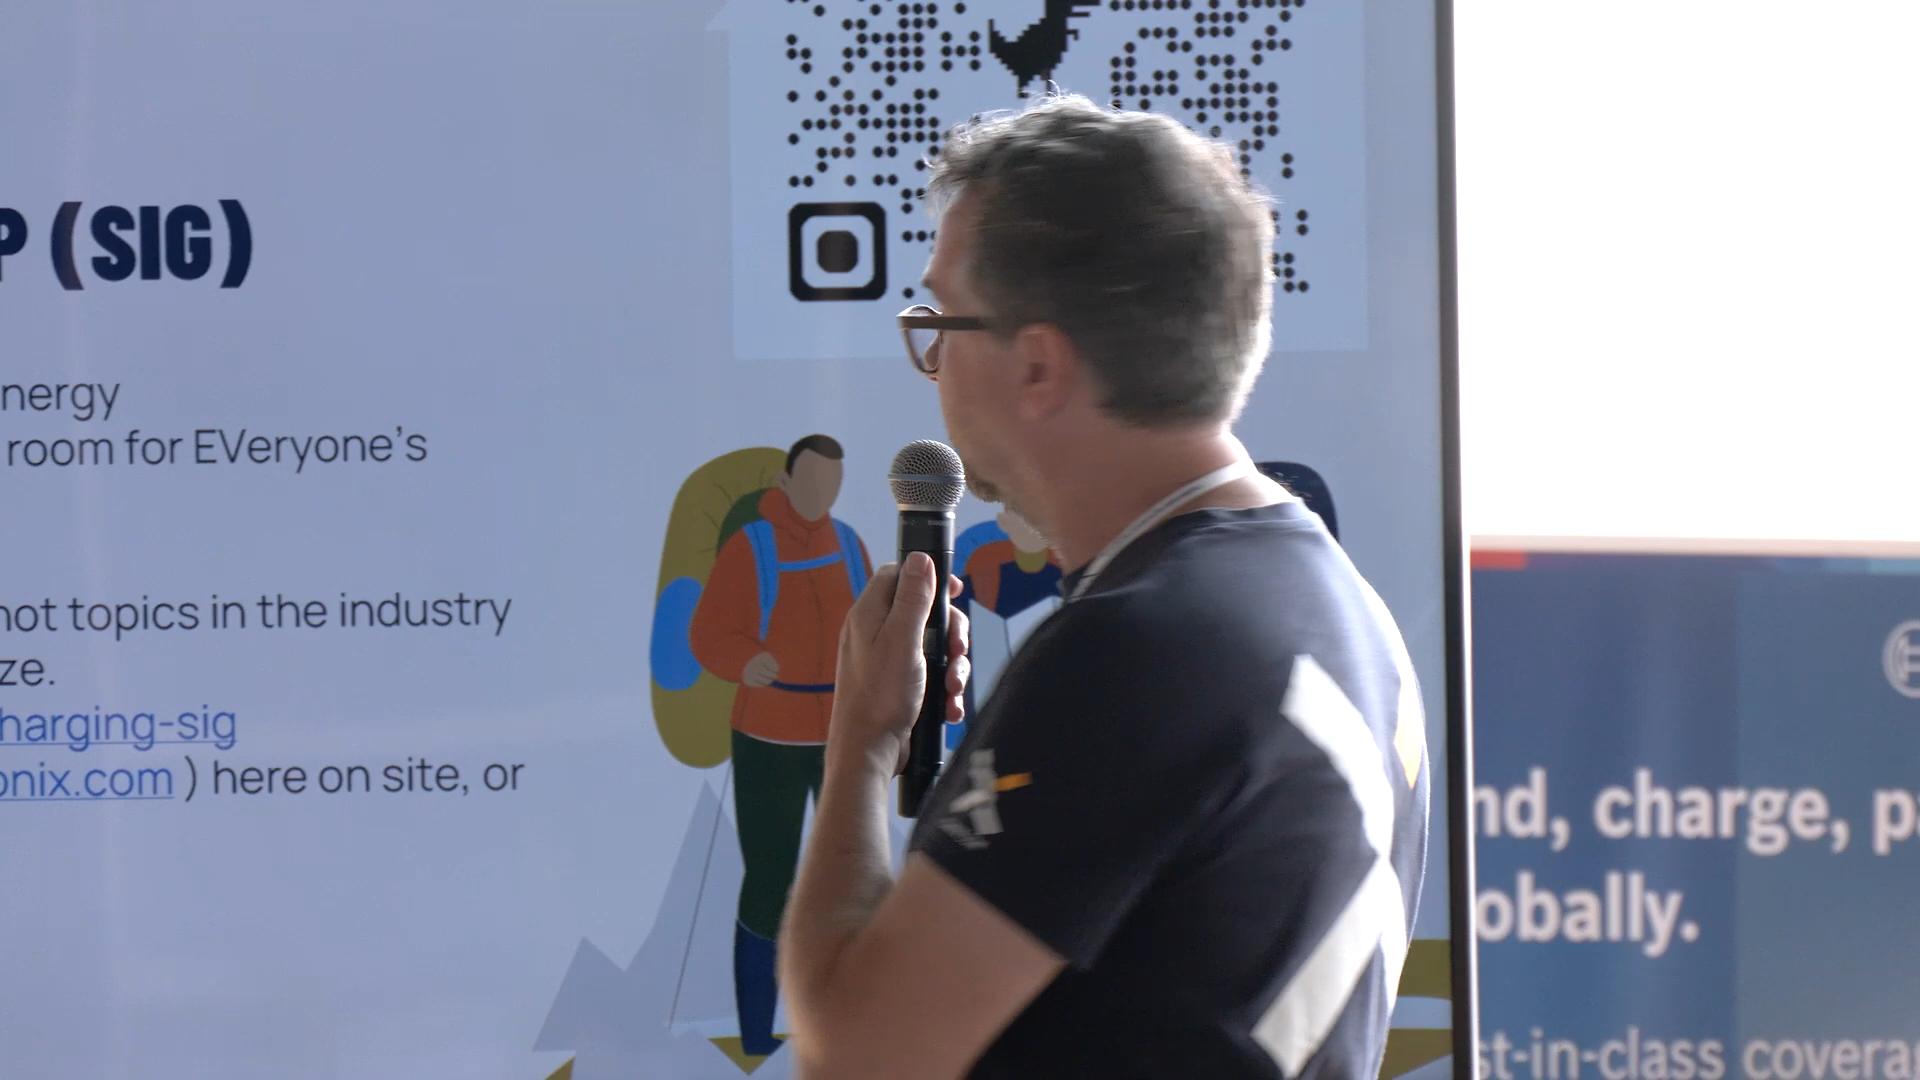 P (SIG)
nergy
room for EVeryone's
hot topics in the industry
ze.
harging-sig
onix.com ) here on site, or
nd, charge, pa
obally.
st-in-class coverag